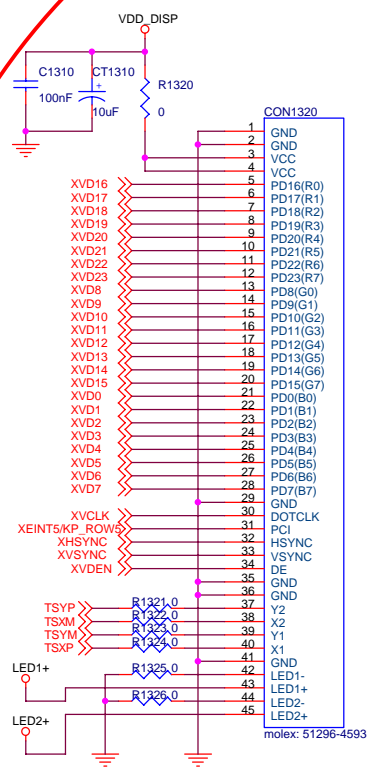 VDD_DISP
C1310
CT1310
R1320
100nF
+
10uF
0
CON1320
1 GND
2 GND
3 VCC
4 VCC
XVD16 5 PD16(R0)
XVD17 6 PD17(R1)
XVD18 7 PD18(R2)
XVD19 8 PD19(R3)
XVD20 9 PD20(R4)
XVD21 10 PD21(R5)
XVD22 11 PD22(R6)
XVD23 12 PD23(R7)
XVD8 13 PD8(G0)
XVD9 14 PD9(G1)
XVD10 15 PD10(G2)
XVD11 16 PD11(G3)
XVD12 17 PD12(G4)
XVD13 18 PD13(G5)
XVD14 19 PD14(G6)
XVD15 20 PD15(G7)
XVD0 21 PD0(B0)
XVD1 22 PD1(B1)
XVD2 23 PD2(B2)
XVD3 24 PD3(B3)
XVD4 25 PD4(B4)
XVD5 26 PD5(B5)
XVD6 27 PD6(B6)
XVD7 28 PD7(B7)
29 GND
XVCLK 30 DOTCLK
XEINT5/KP_ROW5 31 PCI
XHSYNC 32 HSYNC
XVSYNC 33 VSYNC
XVDEN 34 DE
35 GND
36 GND
TSYP R1321 0 37 Y2
TSXM R1322 0 38 X2
TSYM R1323 0 39 Y1
TSXP R1324 0 40 X1
41 GND
LED1+ R1325 0 42 LED1-
43 LED1+
R1326 0 44 LED2-
LED2+ 45 LED2+
molex: 51296-4593